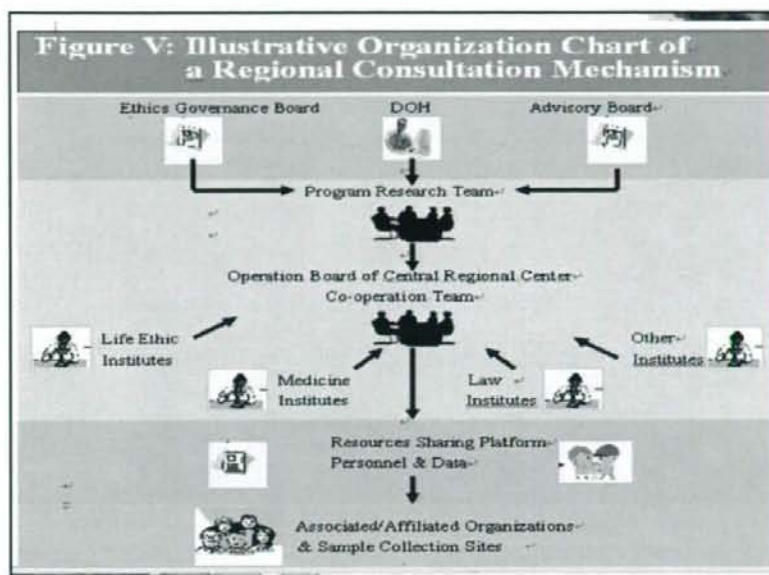 Figure V: Illustrative Organization Chart of
a Regional Consultation Mechanism
Ethics Governance Board
DOH
Advisory Board
Program Research Team
Operation Board of Central Regional Center
Co-operation Team
Life Ethic
Institutes
Other
Institutes
Medicine
Institutes
Law
Institutes
Resources Sharing Platform
Personnel & Data
Associated/Affiliated Organizations
& Sample Collection Sites